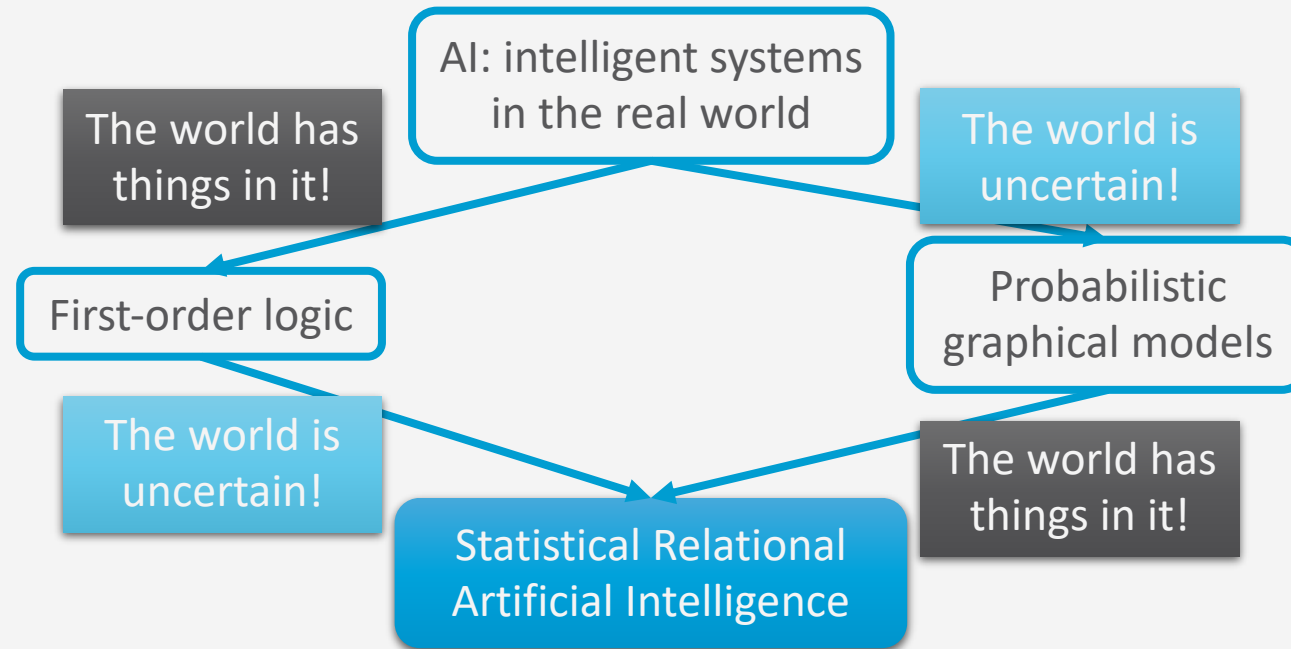 AI: intelligent systems
in the real world
The world has
things in it!
The world is
uncertain!
First-order logic
Probabilistic
graphical models
The world is
uncertain!
The world has
things in it!
Statistical Relational
Artificial Intelligence